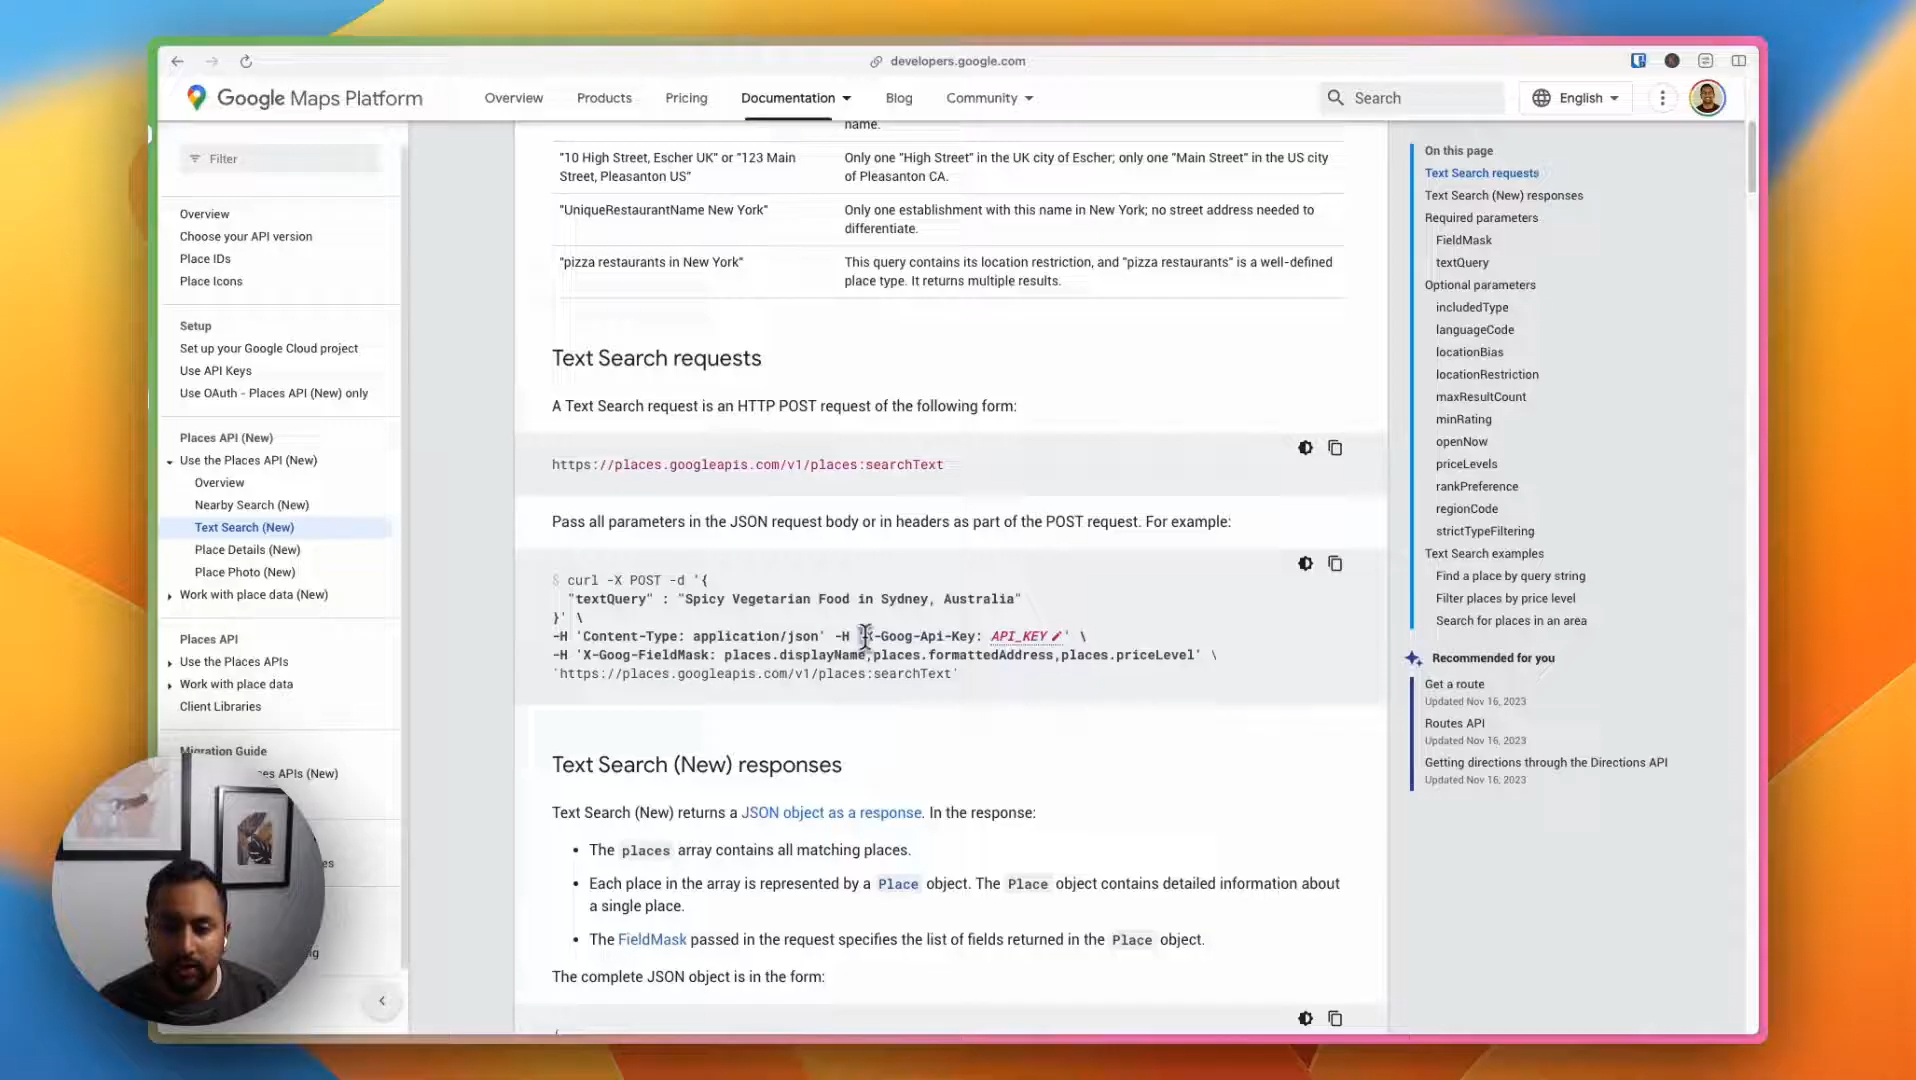 developers.google.com
Google Maps Platform
Overview
Products
Pricing
Documentation
Blog
Community
Search
English
Filter
Overview
Choose your API version
Place IDs
Place Icons
Setup
Set up your Google Cloud project
Use API Keys
Use OAuth - Places API (New) only
Places API (New)
Use the Places API (New)
Overview
Nearby Search (New)
Text Search (New)
Place Details (New)
Place Photo (New)
Work with place data (New)
Places API
Use the Places APIs
Work with place data
Client Libraries
Migration Guide
APIs (New)
name.
"10 High Street, Escher UK" or "123 Main
Street, Pleasanton US"
Only one "High Street" in the UK city of Escher; only one "Main Street" in the US city
of Pleasanton CA.
"UniqueRestaurantName New York"
Only one establishment with this name in New York; no street address needed to
differentiate.
"pizza restaurants in New York"
This query contains its location restriction, and "pizza restaurants" is a well-defined
place type. It returns multiple results.
Text Search requests
A Text Search request is an HTTP POST request of the following form:
https://places.googleapis.com/v1/places:searchText
Pass all parameters in the JSON request body or in headers as part of the POST request. For example:
$ curl -X POST -d '{
"textQuery" : "Spicy Vegetarian Food in Sydney, Australia"
}' \
-H 'Content-Type: application/json' -H 'X-Goog-Api-Key: API_KEY' \
-H 'X-Goog-FieldMask: places.displayName,places.formattedAddress,places.priceLevel' \
'https://places.googleapis.com/v1/places:searchText'
Text Search (New) responses
Text Search (New) returns a JSON object as a response. In the response:
• The places array contains all matching places.
• Each place in the array is represented by a Place object. The Place object contains detailed information about
a single place.
• The FieldMask passed in the request specifies the list of fields returned in the Place object.
The complete JSON object is in the form:
{
On this page
Text Search requests
Text Search (New) responses
Required parameters
FieldMask
textQuery
Optional parameters
includedType
languageCode
locationBias
locationRestriction
maxResultCount
minRating
openNow
priceLevels
rankPreference
regionCode
strictTypeFiltering
Text Search examples
Find a place by query string
Filter places by price level
Search for places in an area
Recommended for you
Get a route
Updated Nov 16, 2023
Routes API
Updated Nov 16, 2023
Getting directions through the Directions API
Updated Nov 16, 2023